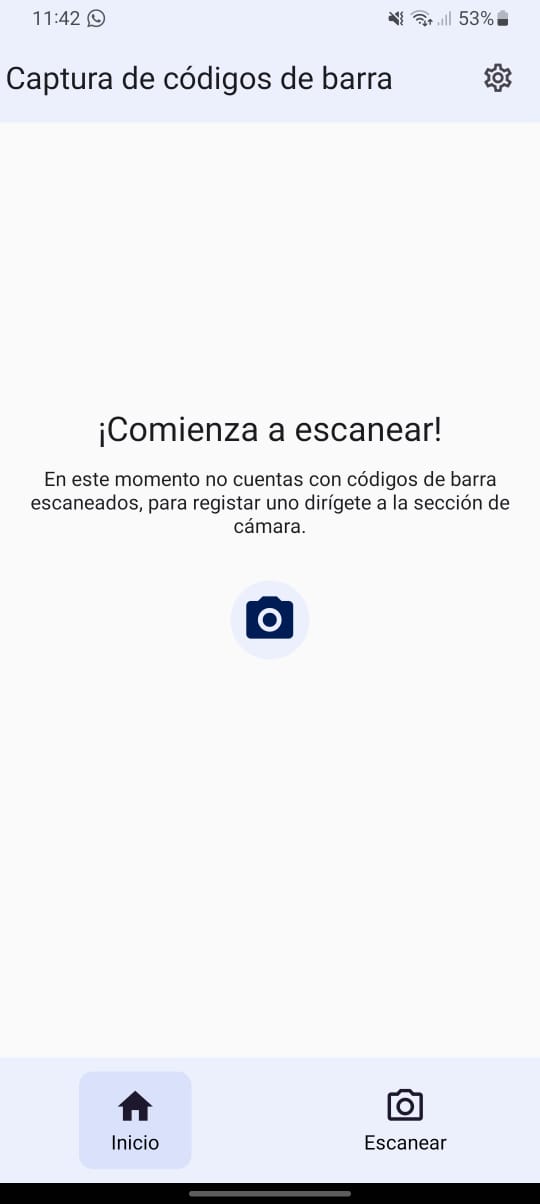 11:42
53%
Captura de códigos de barra
¡Comienza a escanear!
En este momento no cuentas con códigos de barra
escaneados, para registar uno dirígete a la sección de
cámara.
Inicio
Escanear